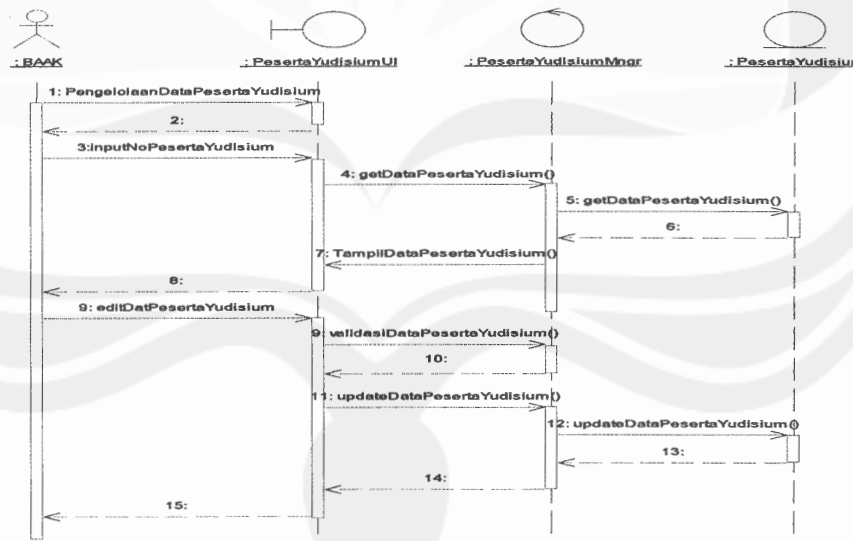 : BAAK
: PesertaYudisiumUI
: PesertaYudisiumMngr
: PesertaYudisium
1: PengelolaanDataPesertaYudisium
2:
3:inputNoPesertaYudisium
4: getDataPesertaYudisium()
5: getDataPesertaYudisium()
6:
7: TampilDataPesertaYudisium()
8:
9: editDatPesertaYudisium
9: validasiDataPesertaYudisium()
10:
11: updateDataPesertaYudisium()
12: updateDataPesertaYudisium()
13:
14:
15: